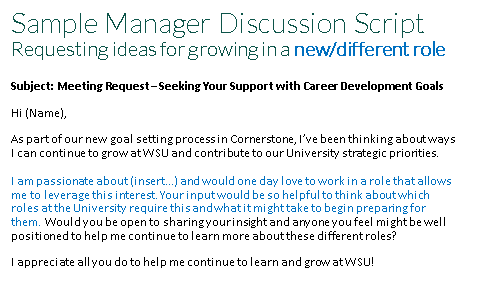 Sample Manager Discussion Script
Requesting ideas for growing in a new/different role
Subject: Meeting Request – Seeking Your Support with Career Development Goals
Hi (Name),
As part of our new goal setting process in Cornerstone, I've been thinking about ways
I can continue to grow at WSU and contribute to our University strategic priorities.
I am passionate about (insert...) and would one day love to work in a role that allows
me to leverage this interest. Your input would be so helpful to think about which
roles at the University require this and what it might take to begin preparing for
them. Would you be open to sharing your insight and anyone you feel might be well
positioned to help me continue to learn more about these different roles?
I appreciate all you do to help me continue to learn and grow at WSU!